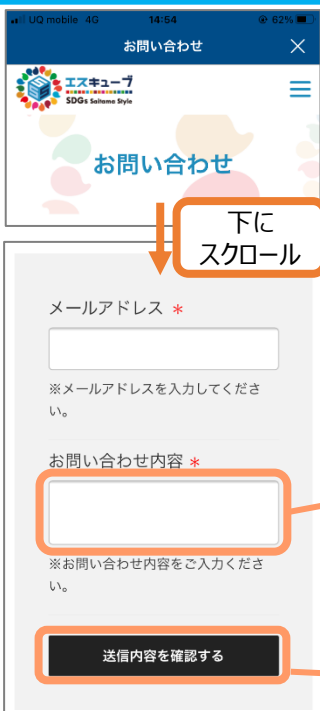 UQ mobile 4G 14:54 62%
お問い合わせ
エスキューブ
SDGs Saitama Style
お問い合わせ
下に
スクロール
メールアドレス *
※メールアドレスを入力してくださ
い。
お問い合わせ内容 *
※お問い合わせ内容をご入力くださ
い。
送信内容を確認する